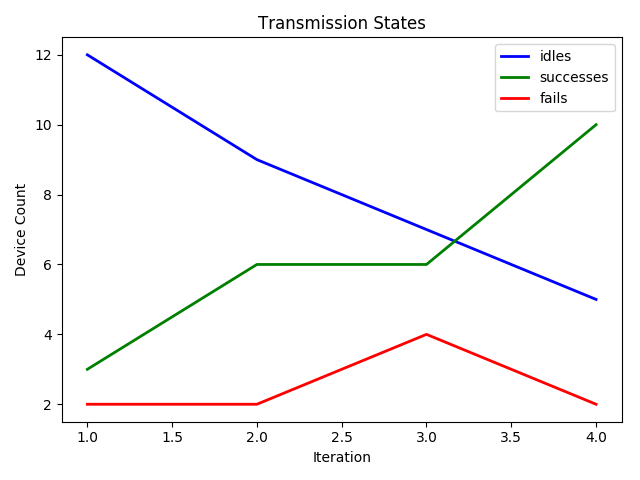 Transmission States
idles
successes
fails
12
10
8
6
4
2
Device Count
1.0 1.5 2.0 2.5 3.0 3.5 4.0
Iteration